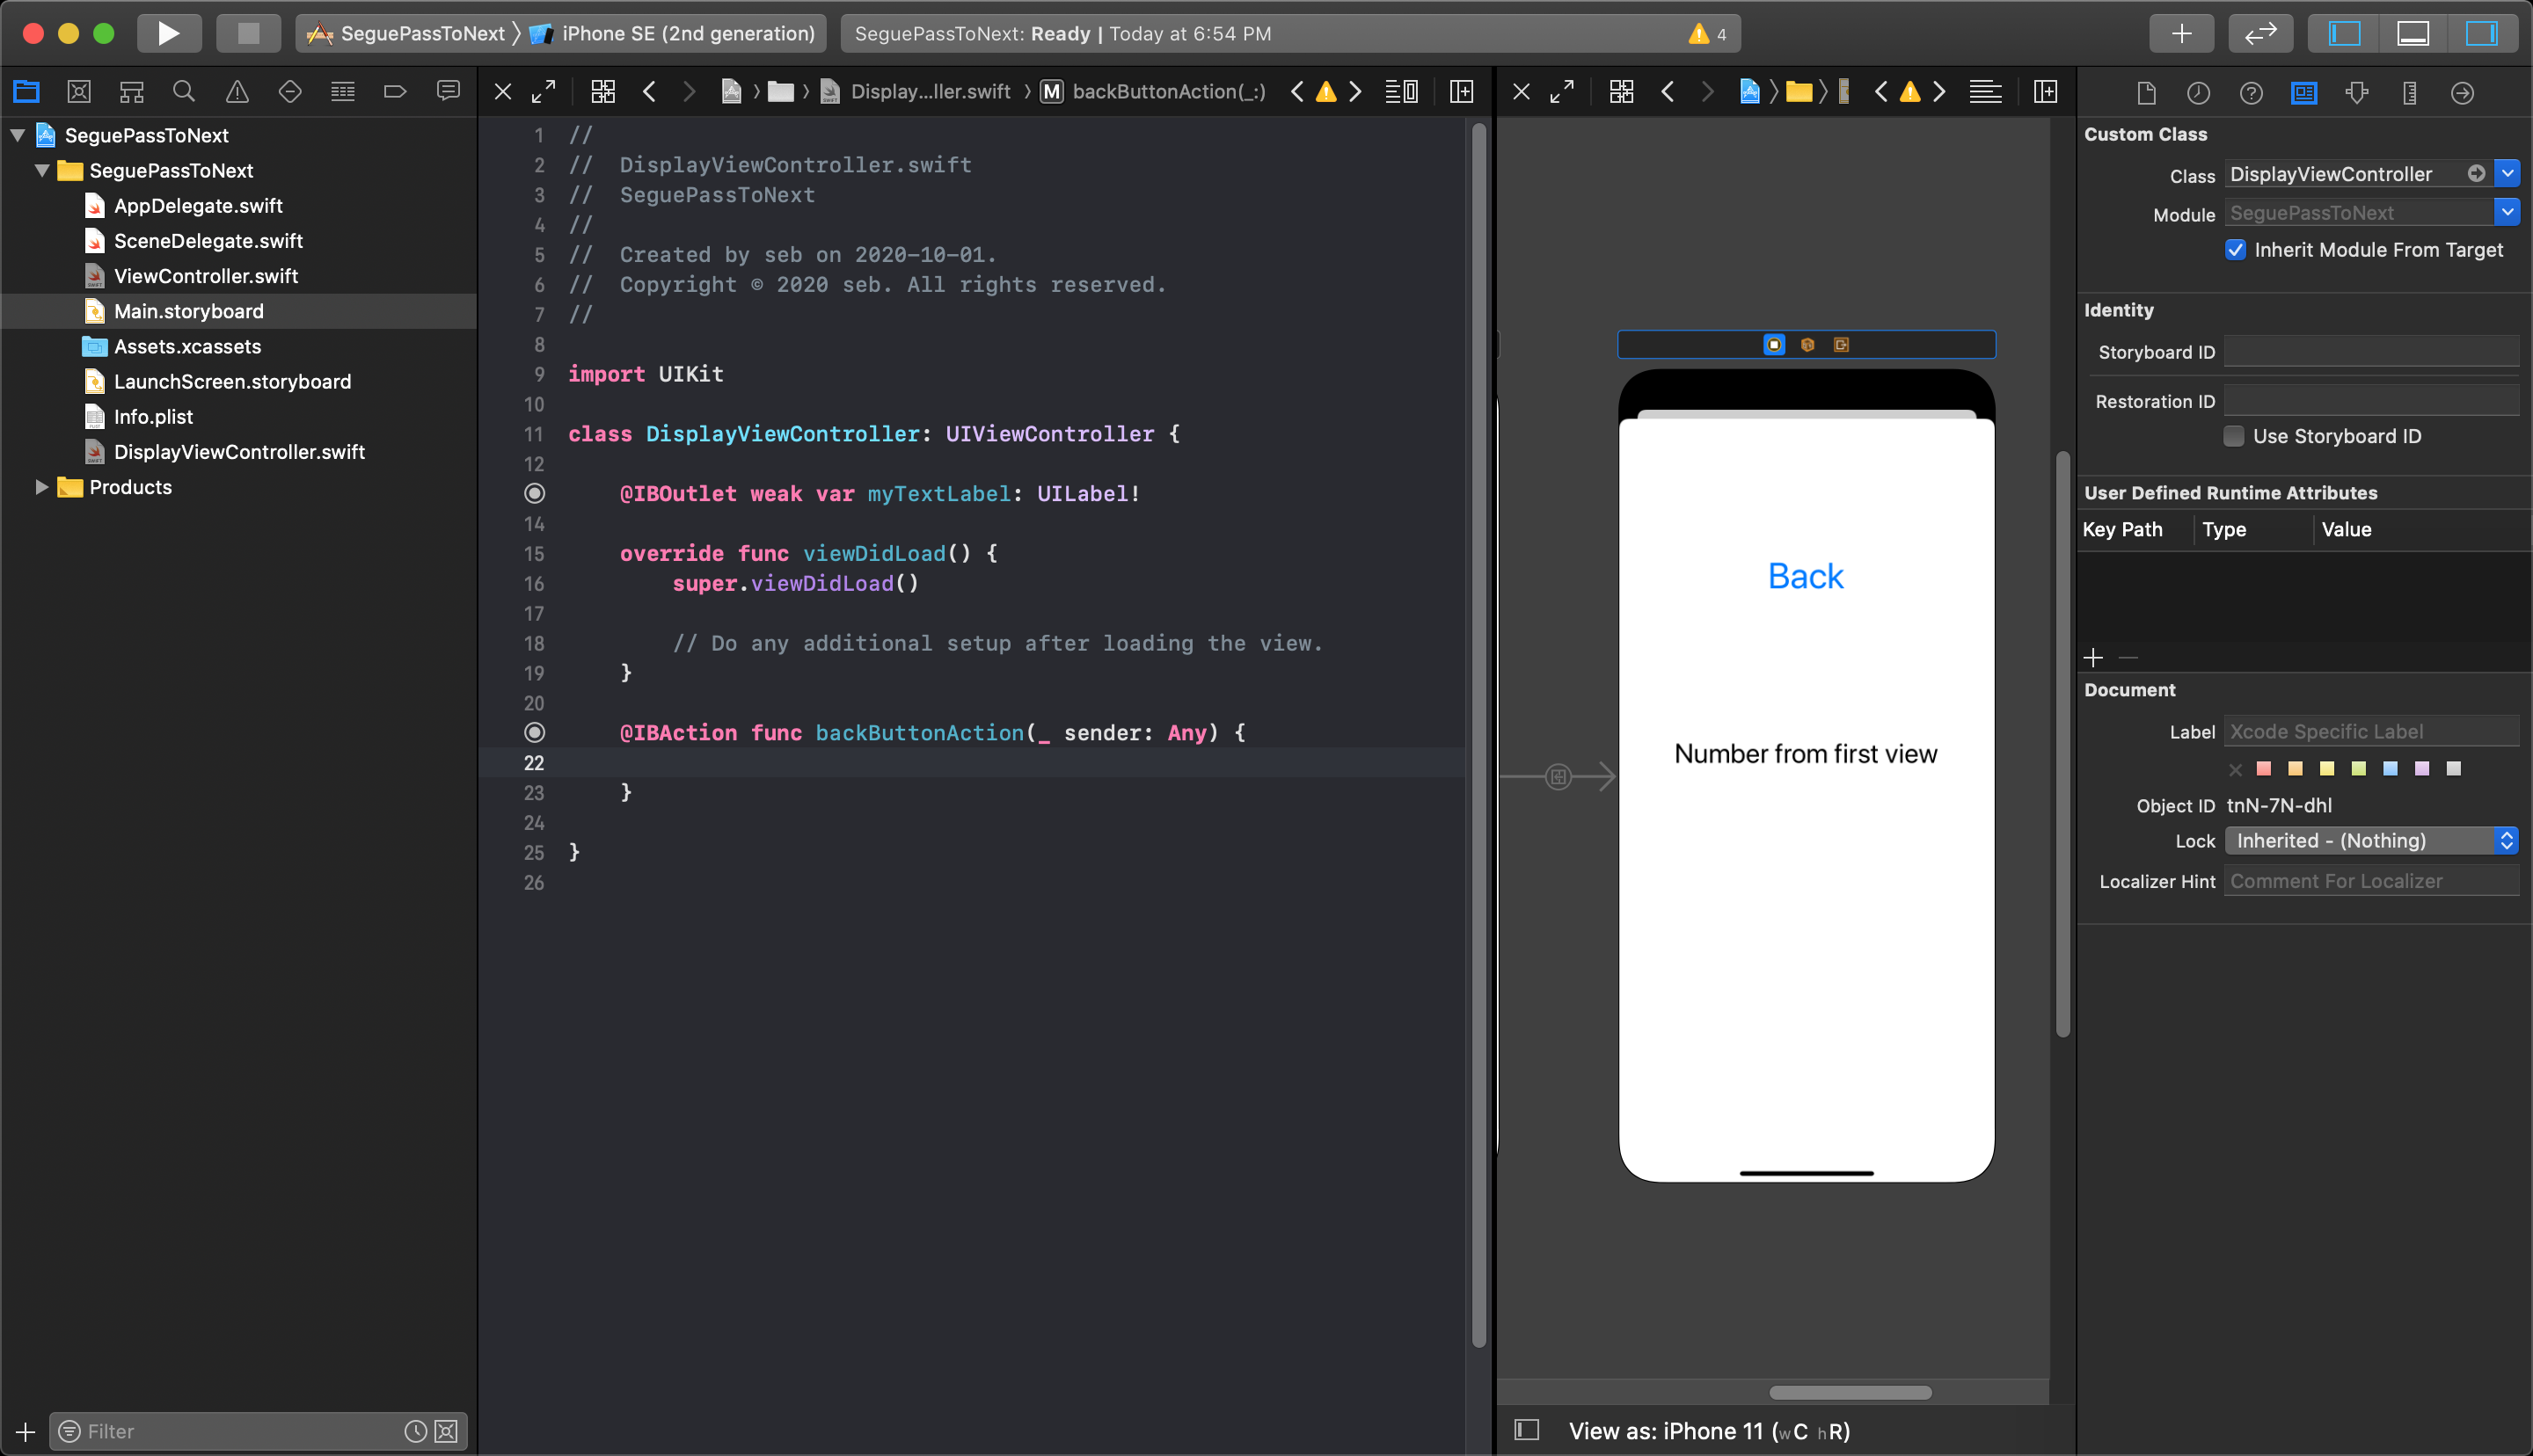 SeguePassToNext 〉 iPhone SE (2nd generation)
SeguePassToNext: Ready | Today at 6:54 PM
4
Display...ller.swift 〉 M backButtonAction(_:)
SeguePassToNext
SeguePassToNext
AppDelegate.swift
SceneDelegate.swift
ViewController.swift
Main.storyboard
Assets.xcassets
LaunchScreen.storyboard
Info.plist
DisplayViewController.swift
Products
Filter
1 //
2 //  DisplayViewController.swift
3 //  SeguePassToNext
4 //
5 //  Created by seb on 2020-10-01.
6 //  Copyright © 2020 seb. All rights reserved.
7 //
8
9 import UIKit
10
11 class DisplayViewController: UIViewController {
12
@IBOutlet weak var myTextLabel: UILabel!
14
15 override func viewDidLoad() {
16 super.viewDidLoad()
17
18 // Do any additional setup after loading the view.
19 }
20
@IBAction func backButtonAction(_ sender: Any) {
22
23 }
24
25 }
26
Back
Number from first view
View as: iPhone 11 (wC hR)
Custom Class
Class DisplayViewController
Module SeguePassToNext
Inherit Module From Target
Identity
Storyboard ID
Restoration ID
Use Storyboard ID
User Defined Runtime Attributes
Key Path Type Value
Document
Label Xcode Specific Label
Object ID tnN-7N-dhl
Lock Inherited - (Nothing)
Localizer Hint Comment For Localizer